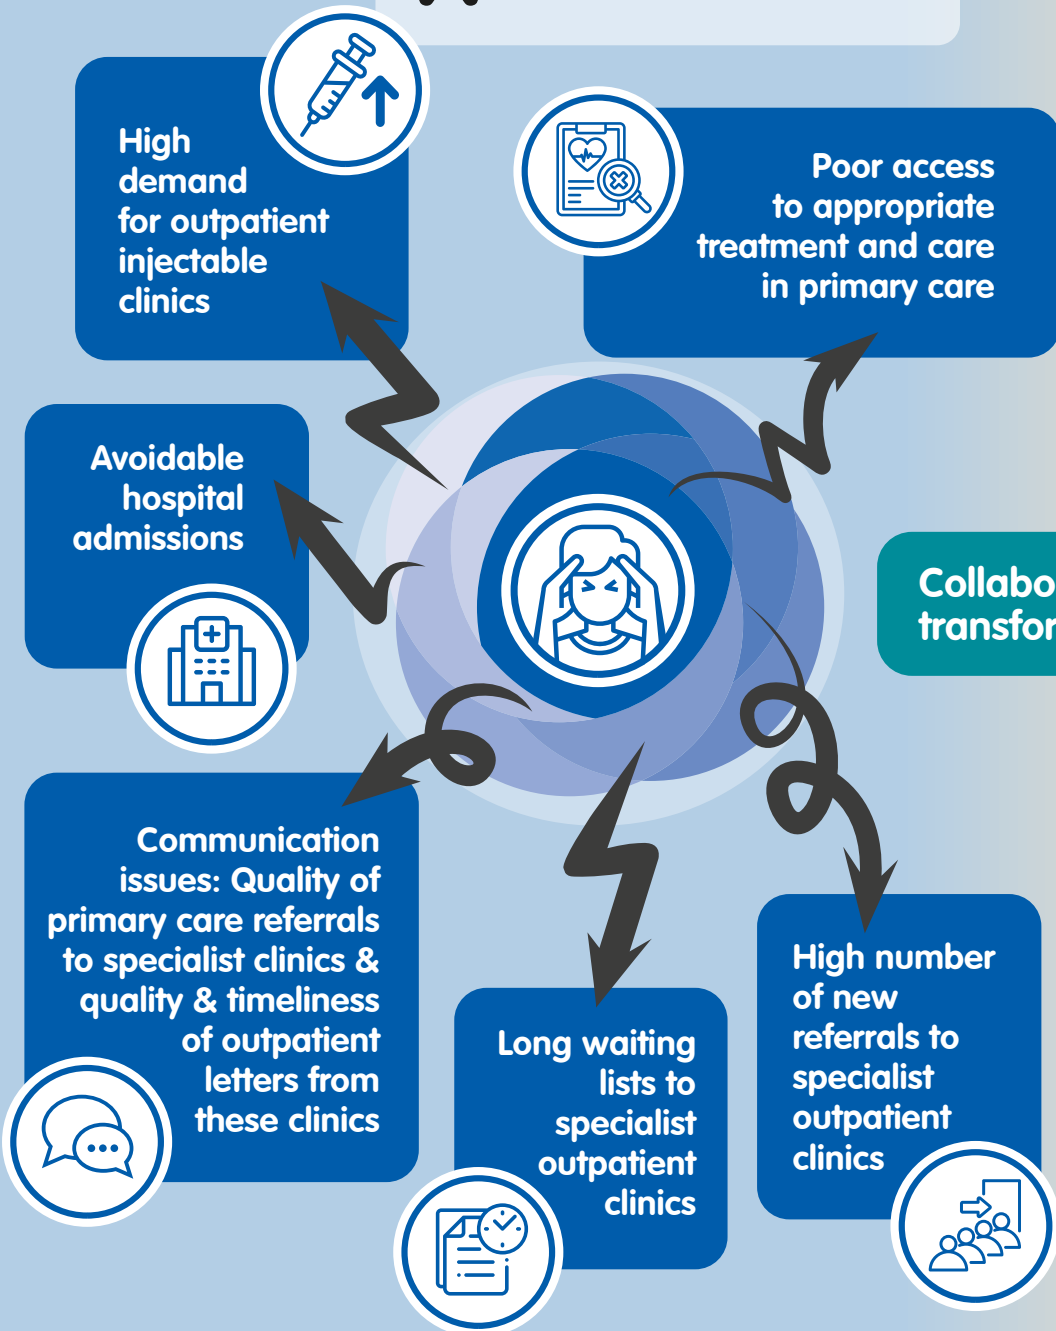 High
demand
for outpatient
injectable
clinics
Poor access
to appropriate
treatment and care
in primary care
Avoidable
hospital
admissions
Collabo
transfor
Communication
issues: Quality of
primary care referrals
to specialist clinics &
quality & timeliness
of outpatient
letters from
these clinics
Long waiting
lists to
specialist
outpatient
clinics
High number
of new
referrals to
specialist
outpatient
clinics